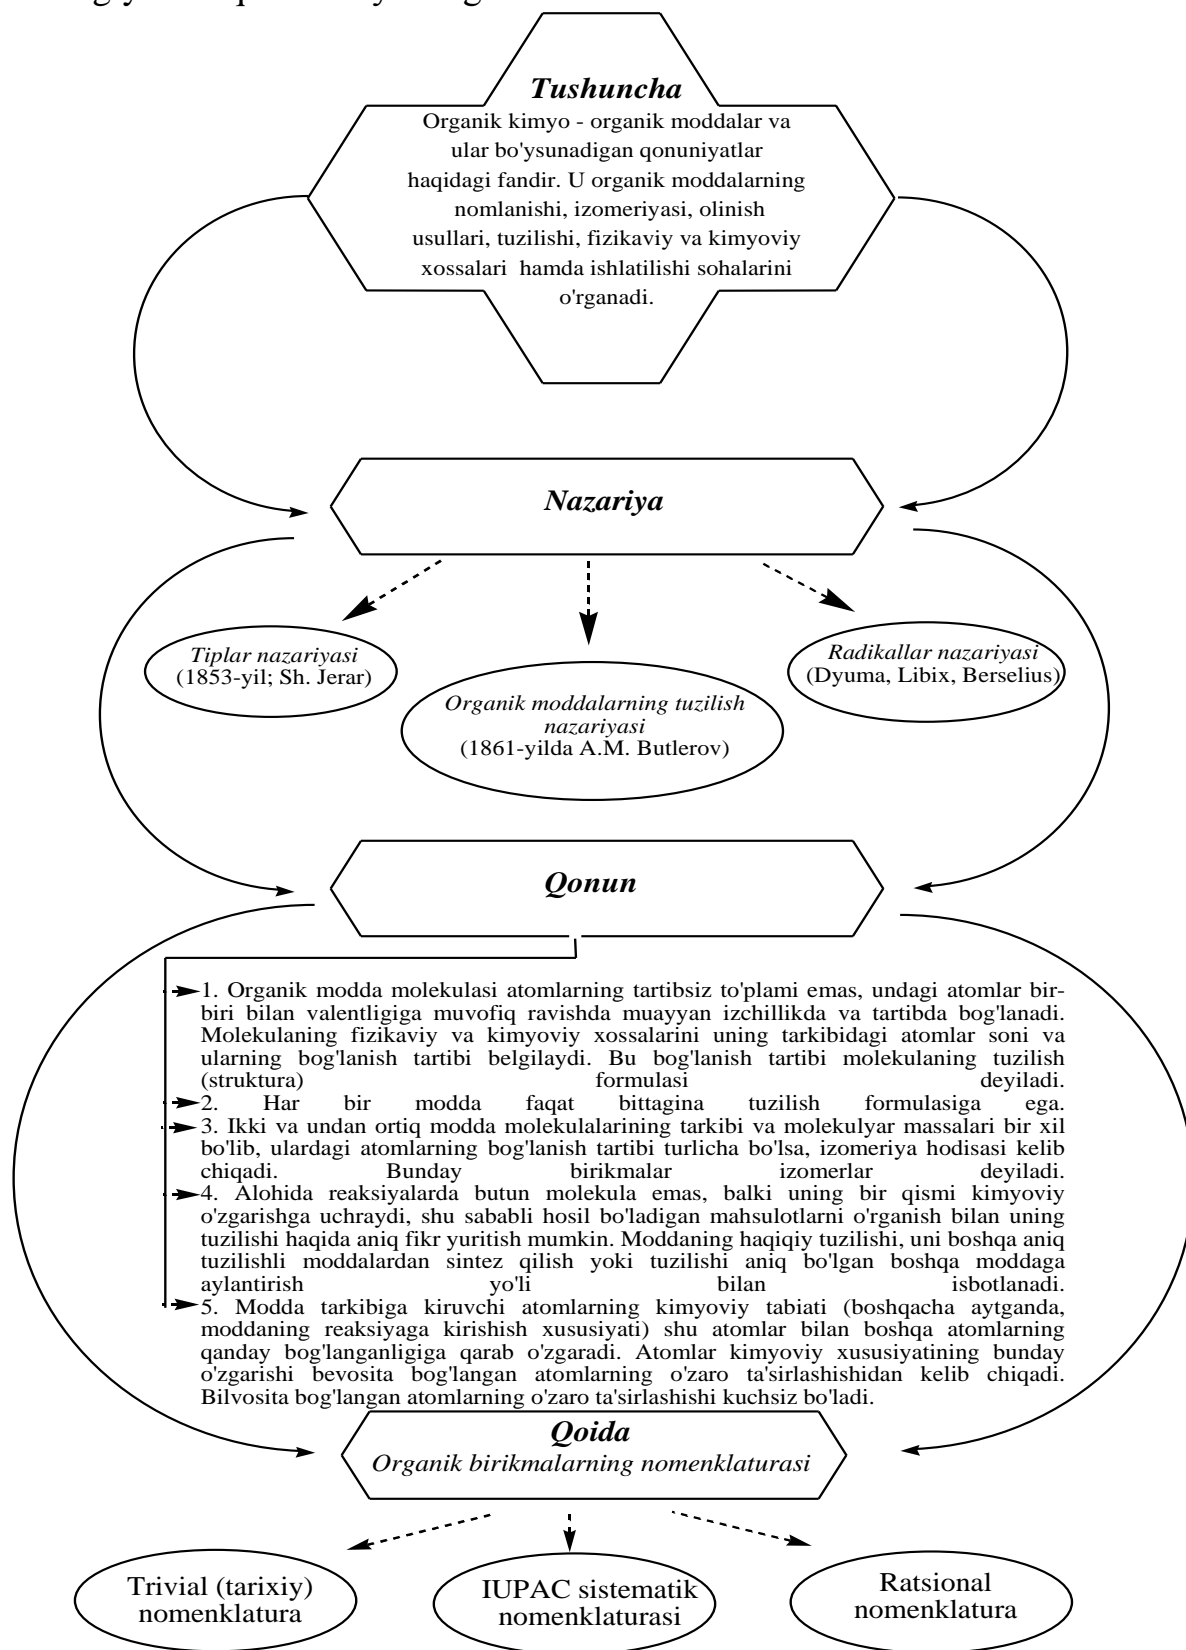 Tushuncha
Organik kimyo - organik moddalar va
ular bo'ysunadigan qonuniyatlar
haqidagi fandir. U organik moddalarning
nomlanishi, izomeriyasi, olinish
usullari, tuzilishi, fizikaviy va kimyoviy
xossalari hamda ishlatilishi sohalarini
o'rganadi.
Nazariya
Tiplar nazariyasi
(1853-yil; Sh. Jerar)
Organik moddalarning tuzilish
nazariyasi
(1861-yilda A.M. Butlerov)
Radikallar nazariyasi
(Dyuma, Libix, Berselius)
Qonun
1. Organik modda molekulasi atomlarning tartibsiz to'plami emas, undagi atomlar bir-
biri bilan valentligiga muvofiq ravishda muayyan izchillikda va tartibda bog'lanadi.
Molekulaning fizikaviy va kimyoviy xossalarini uning tarkibidagi atomlar soni va
ularning bog'lanish tartibi belgilaydi. Bu bog'lanish tartibi molekulaning tuzilish
(struktura) formulasi deyiladi.
2. Har bir modda faqat bittagina tuzilish formulasiga ega.
3. Ikki va undan ortiq modda molekulalarining tarkibi va molekulyar massalari bir xil
bo'lib, ulardagi atomlarning bog'lanish tartibi turlicha bo'lsa, izomeriya hodisasi kelib
chiqadi. Bunday birikmalar izomerlar deyiladi.
4. Alohida reaksiyalarda butun molekula emas, balki uning bir qismi kimyoviy
o'zgarishga uchraydi, shu sababli hosil bo'ladigan mahsulotlarni o'rganish bilan uning
tuzilishi haqida aniq fikr yuritish mumkin. Moddaning haqiqiy tuzilishi, uni boshqa aniq
tuzilishli moddalardan sintez qilish yoki tuzilishi aniq bo'lgan boshqa moddaga
aylantirish yo'li bilan isbotlanadi.
5. Modda tarkibiga kiruvchi atomlarning kimyoviy tabiati (boshqacha aytganda,
moddaning reaksiyaga kirishish xususiyati) shu atomlar bilan boshqa atomlarning
qanday bog'langanligiga qarab o'zgaradi. Atomlar kimyoviy xususiyatining bunday
o'zgarishi bevosita bog'langan atomlarning o'zaro ta'sirlashishidan kelib chiqadi.
Bilvosita bog'langan atomlarning o'zaro ta'sirlashishi kuchsiz bo'ladi.
Qoida
Organik birikmalarning nomenklaturasi
Trivial (tarixiy)
nomenklatura
IUPAC sistematik
nomenklaturasi
Ratsional
nomenklatura